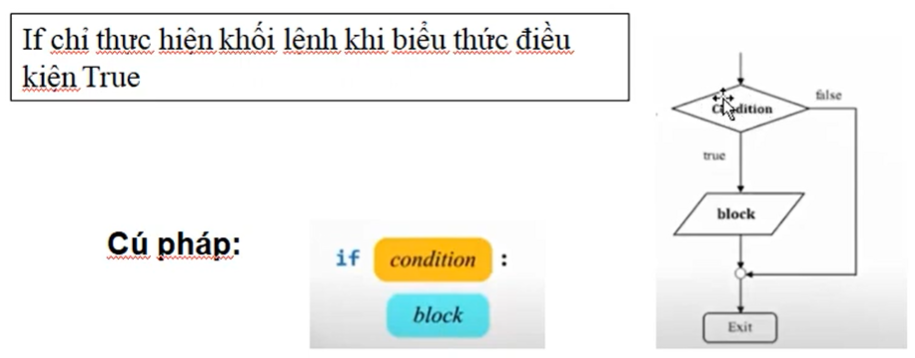 If chỉ thực hiện khối lệnh khi biểu thức điều
kiện True
false
Condition
true
block
Cú pháp:
if condition :
block
Exit